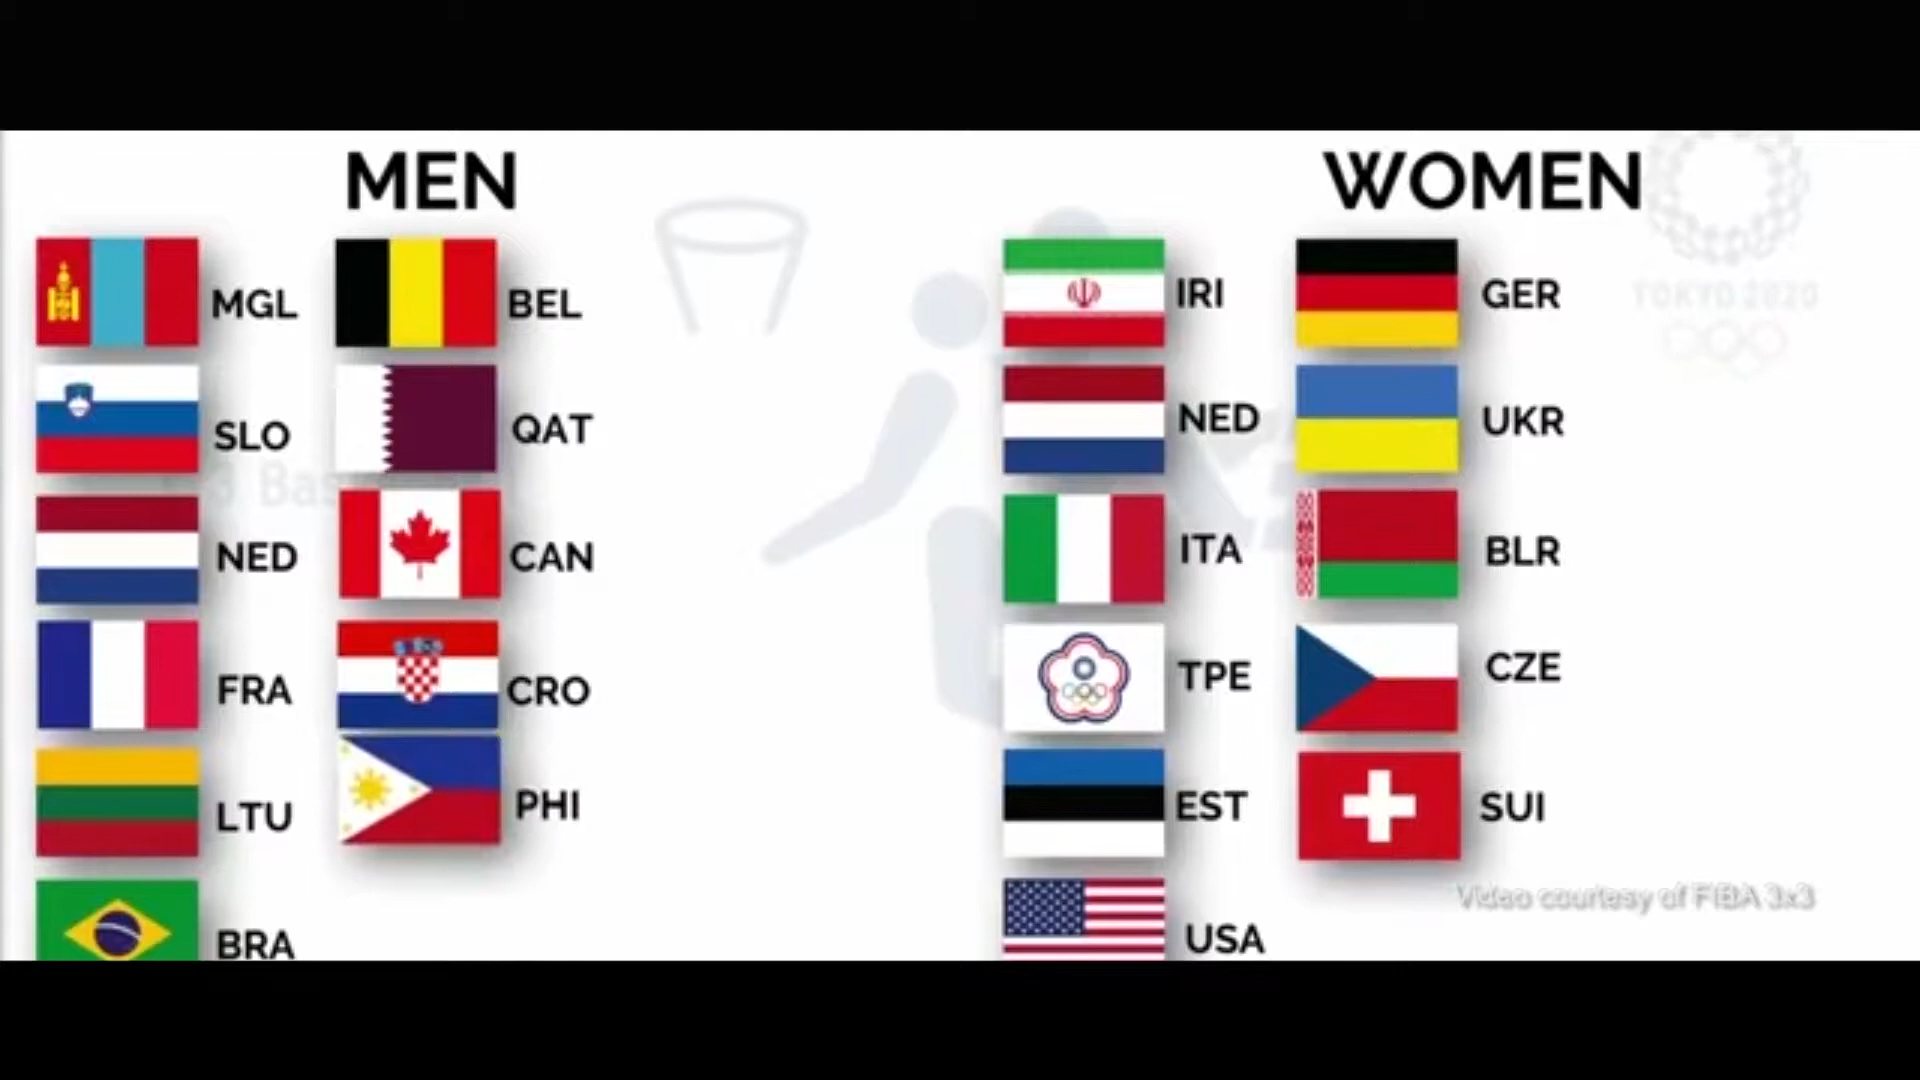 MEN
MGL
SLO
NED
FRA
LTU
BRA
BEL
QAT
CAN
CRO
PHI
WOMEN
IRI
NED
ITA
TPE
EST
USA
GER
UKR
BLR
CZE
SUI
TOKYO 2020
Video courtesy of FIBA 3x3